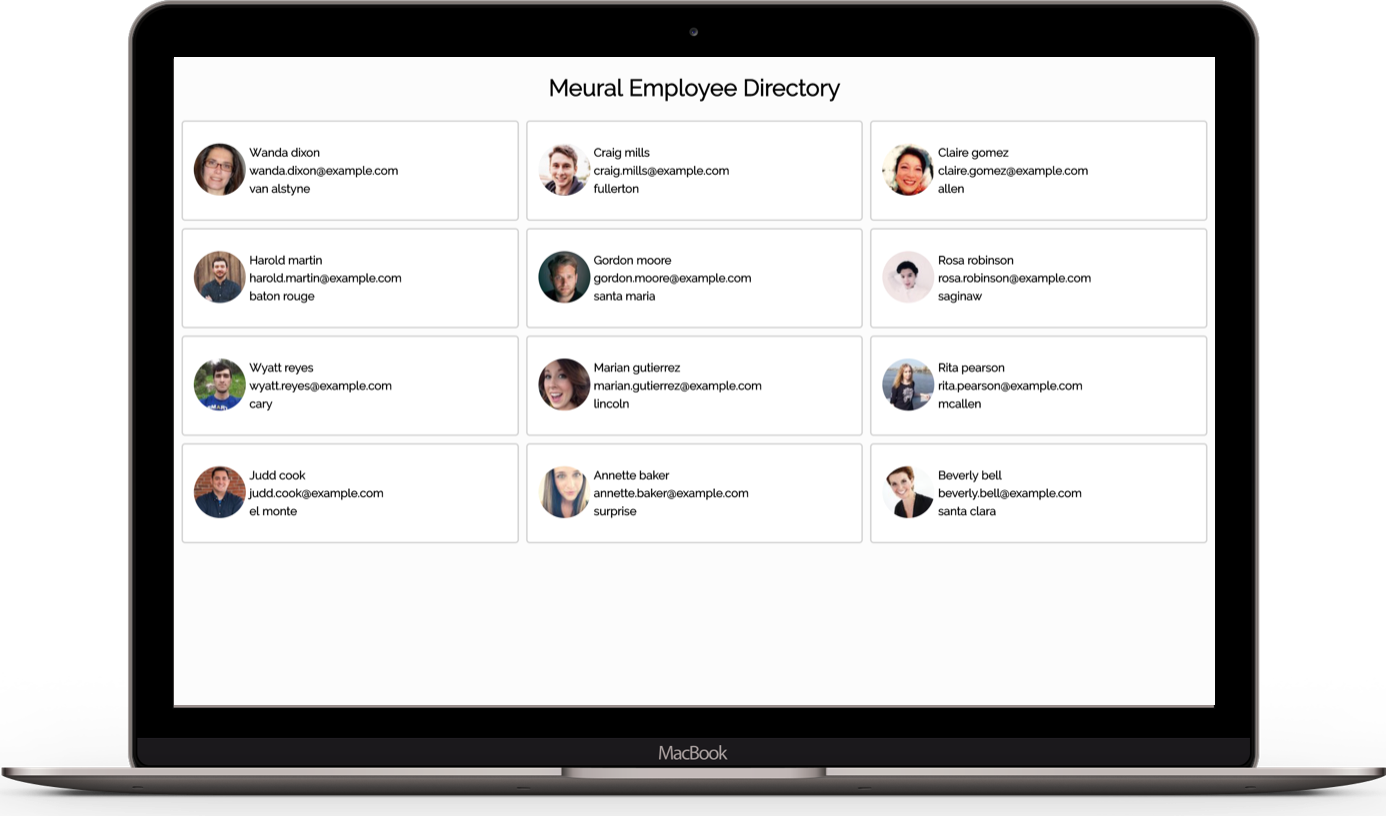 Meural Employee Directory
Wanda dixon
wanda.dixon@example.com
van alstyne
Craig mills
craig.mills@example.com
fullerton
Claire gomez
claire.gomez@example.com
allen
Harold martin
harold.martin@example.com
baton rouge
Gordon moore
gordon.moore@example.com
santa maria
Rosa robinson
rosa.robinson@example.com
saginaw
Wyatt reyes
wyatt.reyes@example.com
cary
Marian gutierrez
marian.gutierrez@example.com
lincoln
Rita pearson
rita.pearson@example.com
mcallen
Judd cook
judd.cook@example.com
el monte
Annette baker
annette.baker@example.com
surprise
Beverly bell
beverly.bell@example.com
santa clara
MacBook